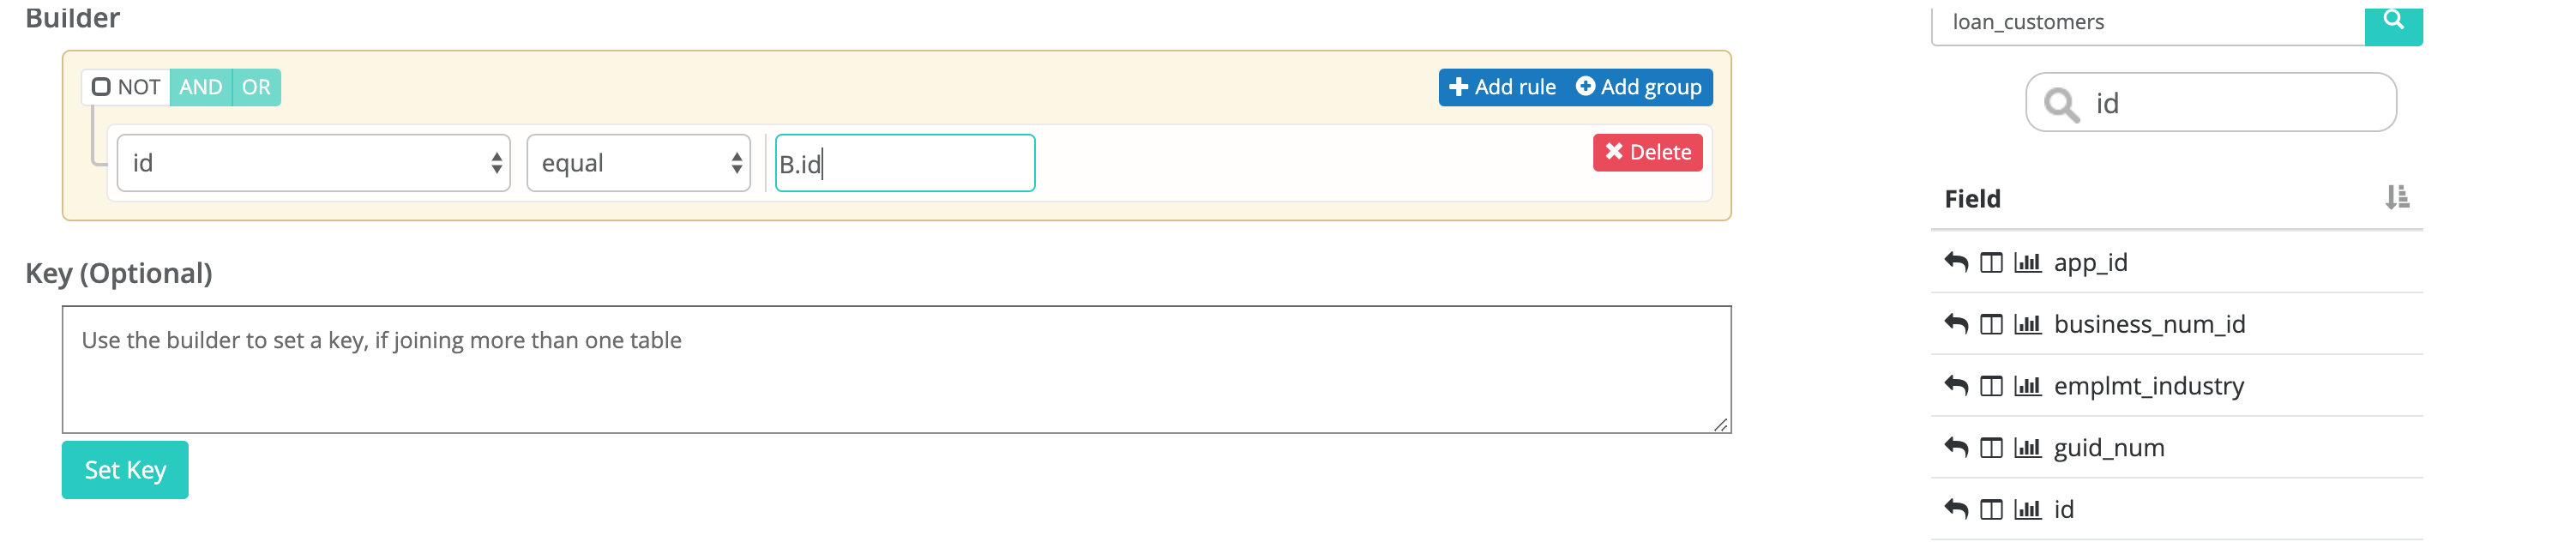 Builder
loan_customers
NOT AND OR
Add rule Add group
id
id equal B.id
Delete
Field
Key (Optional)
app_id
Use the builder to set a key, if joining more than one table
business_num_id
emplmt_industry
guid_num
Set Key
id